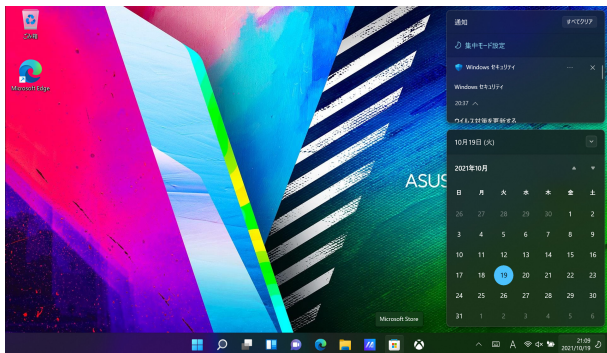 ごみ箱
Microsoft Edge
通知
すべてクリア
集中モード設定
Windows セキュリティ
Windows セキュリティ
20:37
ウイルス対策を更新する
10月19日 (火)
2021年10月
日 月 火 水 木 金 土
26 27 28 29 30 1 2
3 4 5 6 7 8 9
10 11 12 13 14 15 16
17 18 19 20 21 22 23
24 25 26 27 28 29 30
31 1 2 3 4 5 6
ASUS
Microsoft Store
A
21:09
2021/10/19